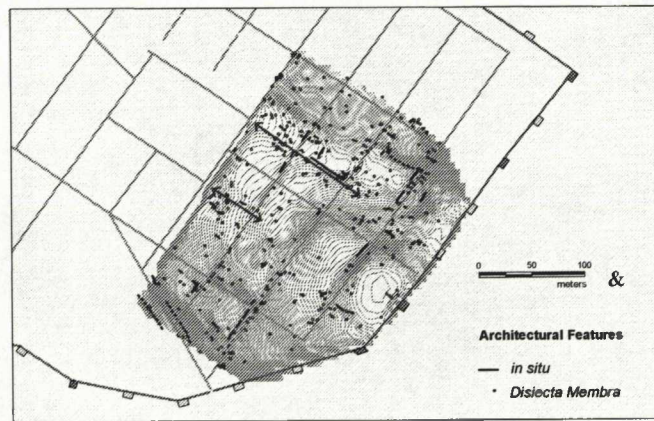 0 50 100
meters
&
Architectural Features
in situ
Disiecta Membra